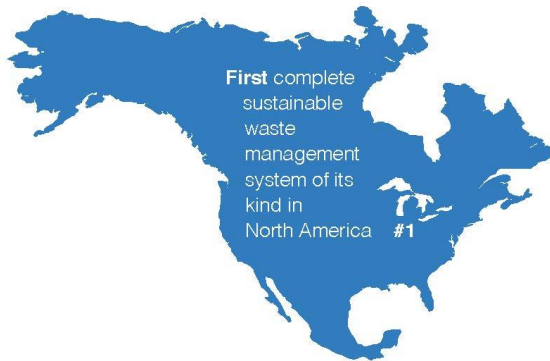 First complete
sustainable
waste
management
system of its
kind in
North America #1